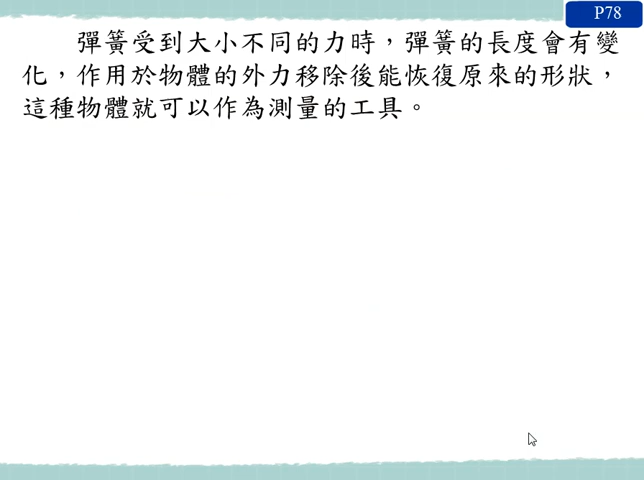 P78
彈簧受到大小不同的力時，彈簧的長度會有變
化，作用於物體的外力移除後能恢復原來的形狀，
這種物體就可以作為測量的工具。